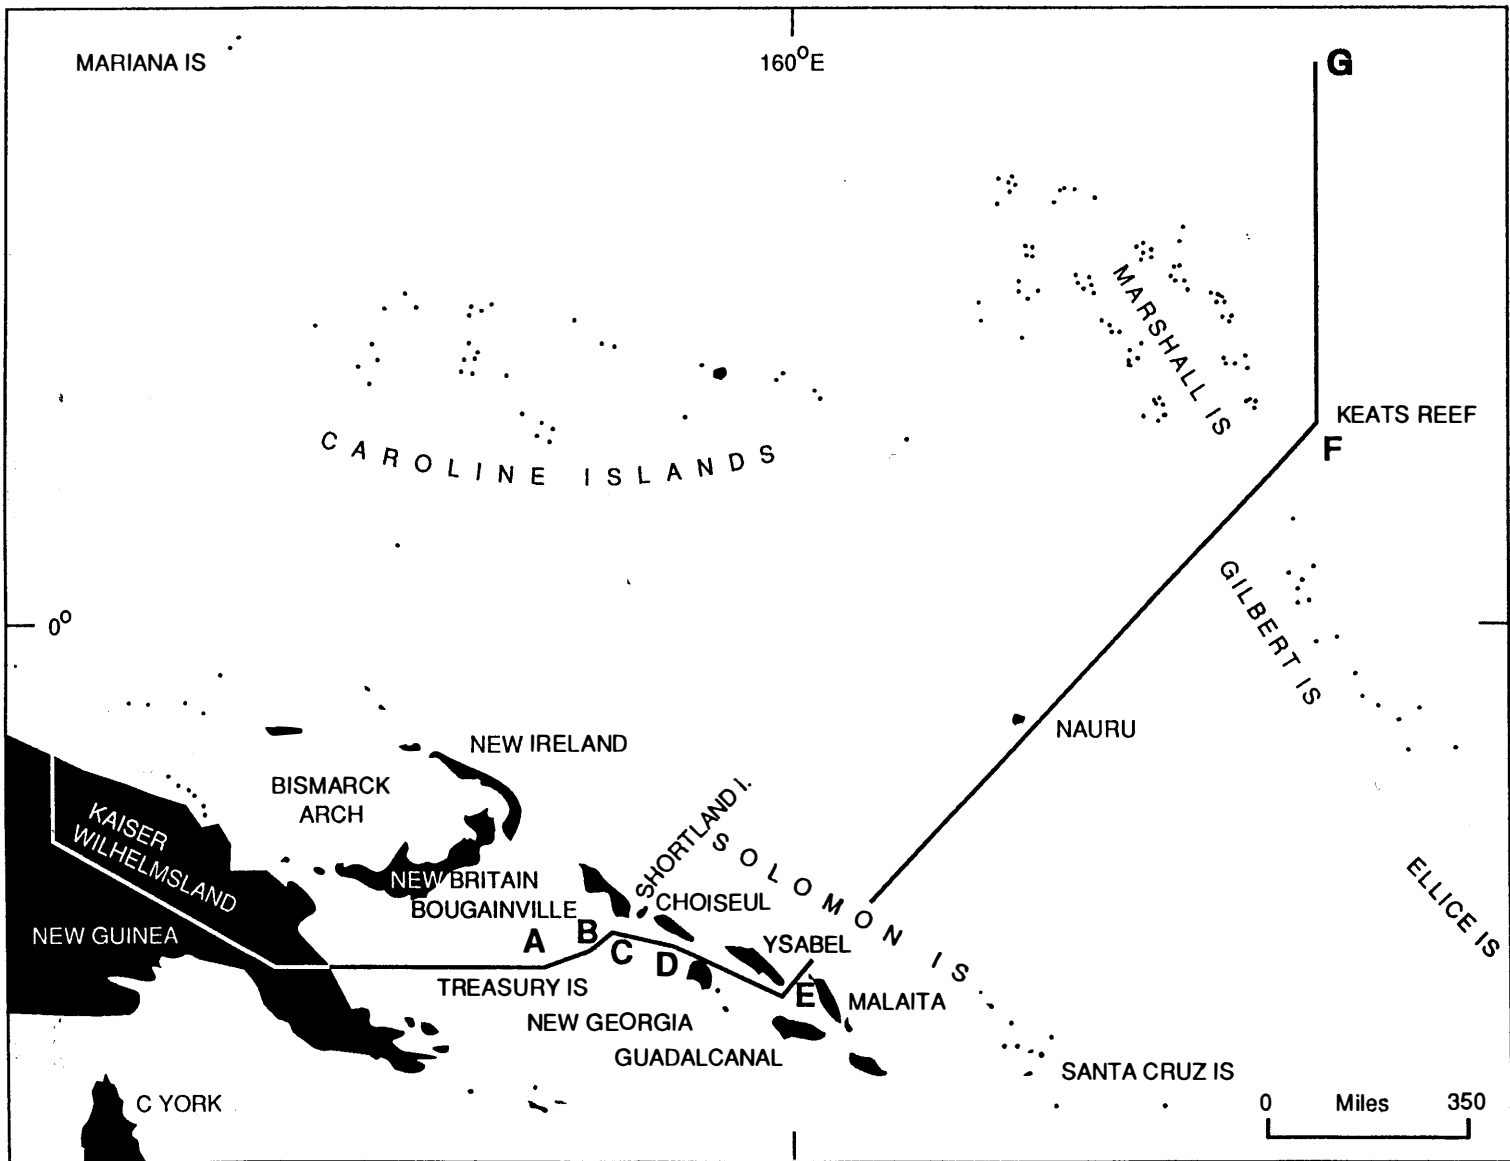 MARIANA IS
160°E
G
MARSHALL IS
KEATS REEF
F
CAROLINE ISLANDS
GILBERT IS
0°
NAURU
NEW IRELAND
BISMARCK
ARCH
SHORTLAND I.
SOLOMON IS
KAISER
WILHELMSLAND
NEW BRITAIN
BOUGAINVILLE
CHOISEUL
ELLICE IS
NEW GUINEA
A
B
C
D
YSABEL
E
TREASURY IS
MALAITA
NEW GEORGIA
GUADALCANAL
SANTA CRUZ IS
C YORK
0 Miles 350